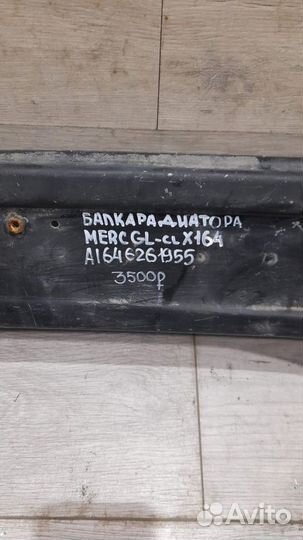 БАЛКА РАДИАТОРА
MERC GL-CL X164
A1646261955
3500р
Avito